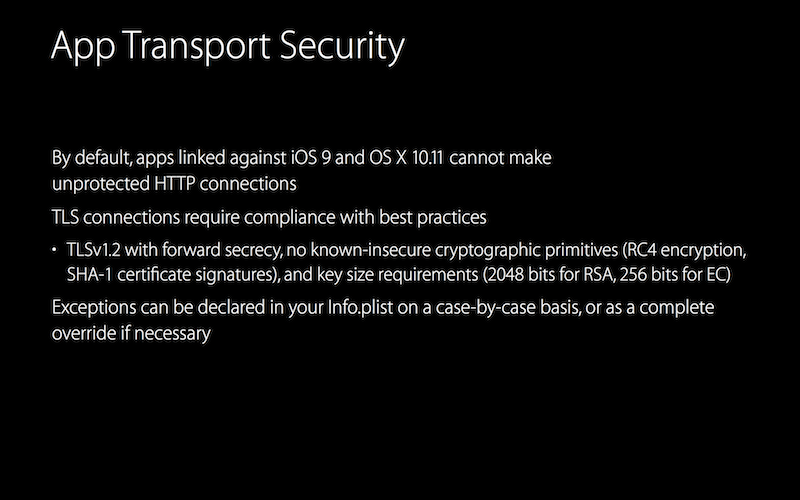 App Transport Security
By default, apps linked against iOS 9 and OS X 10.11 cannot make
unprotected HTTP connections
TLS connections require compliance with best practices
• TLSv1.2 with forward secrecy, no known-insecure cryptographic primitives (RC4 encryption,
SHA-1 certificate signatures), and key size requirements (2048 bits for RSA, 256 bits for EC)
Exceptions can be declared in your Info.plist on a case-by-case basis, or as a complete
override if necessary